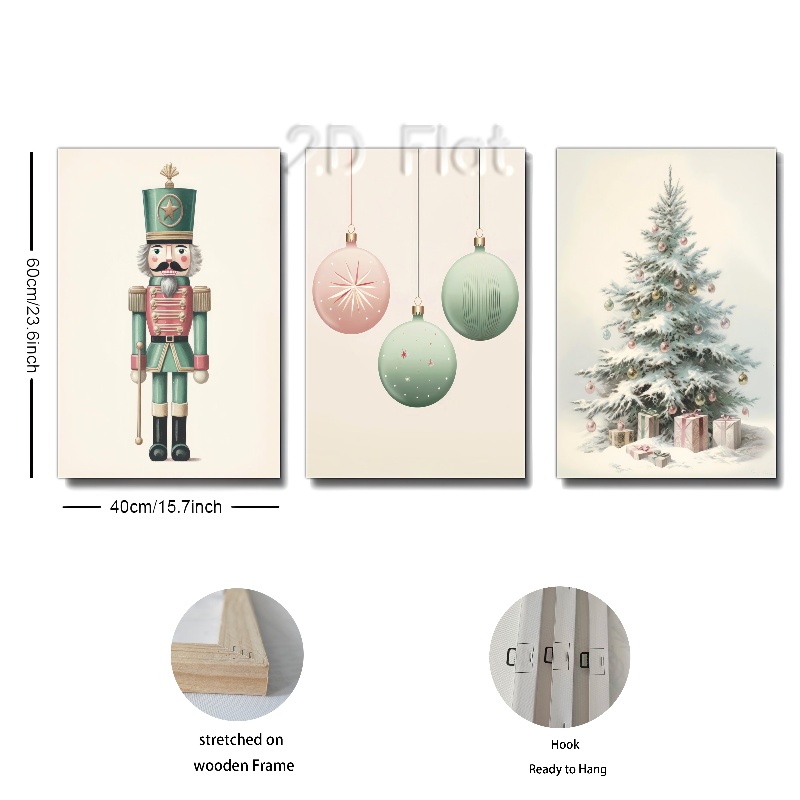 2D Flat
60cm/23.6inch
40cm/15.7inch
stretched on
wooden Frame
Hook
Ready to Hang